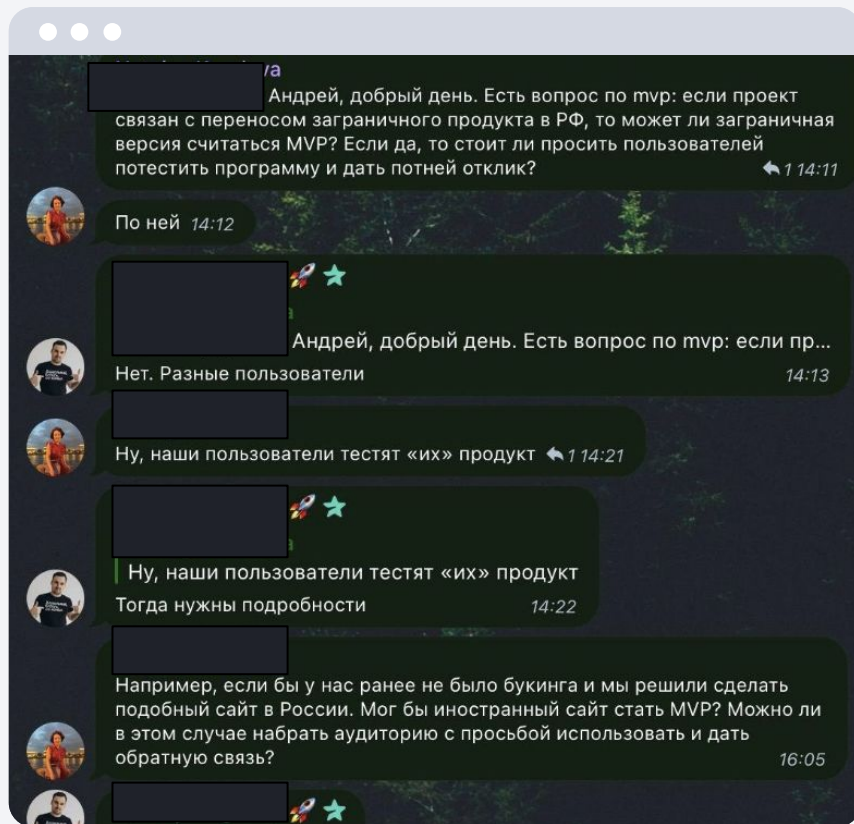 va
Андрей, добрый день. Есть вопрос по mvp: если проект
связан с переносом заграничного продукта в РФ, то может ли заграничная
версия считаться MVP? Если да, то стоит ли просить пользователей
потестить программу и дать потней отклик?
1 14:11
По ней 14:12
Андрей, добрый день. Есть вопрос по mvp: если пр...
Нет. Разные пользователи
14:13
Ну, наши пользователи тестят «их» продукт 1 14:21
Ну, наши пользователи тестят «их» продукт
Тогда нужны подробности
14:22
Например, если бы у нас ранее не было букинга и мы решили сделать
подобный сайт в России. Мог бы иностранный сайт стать MVP? Можно ли
в этом случае набрать аудиторию с просьбой использовать и дать
обратную связь?
16:05